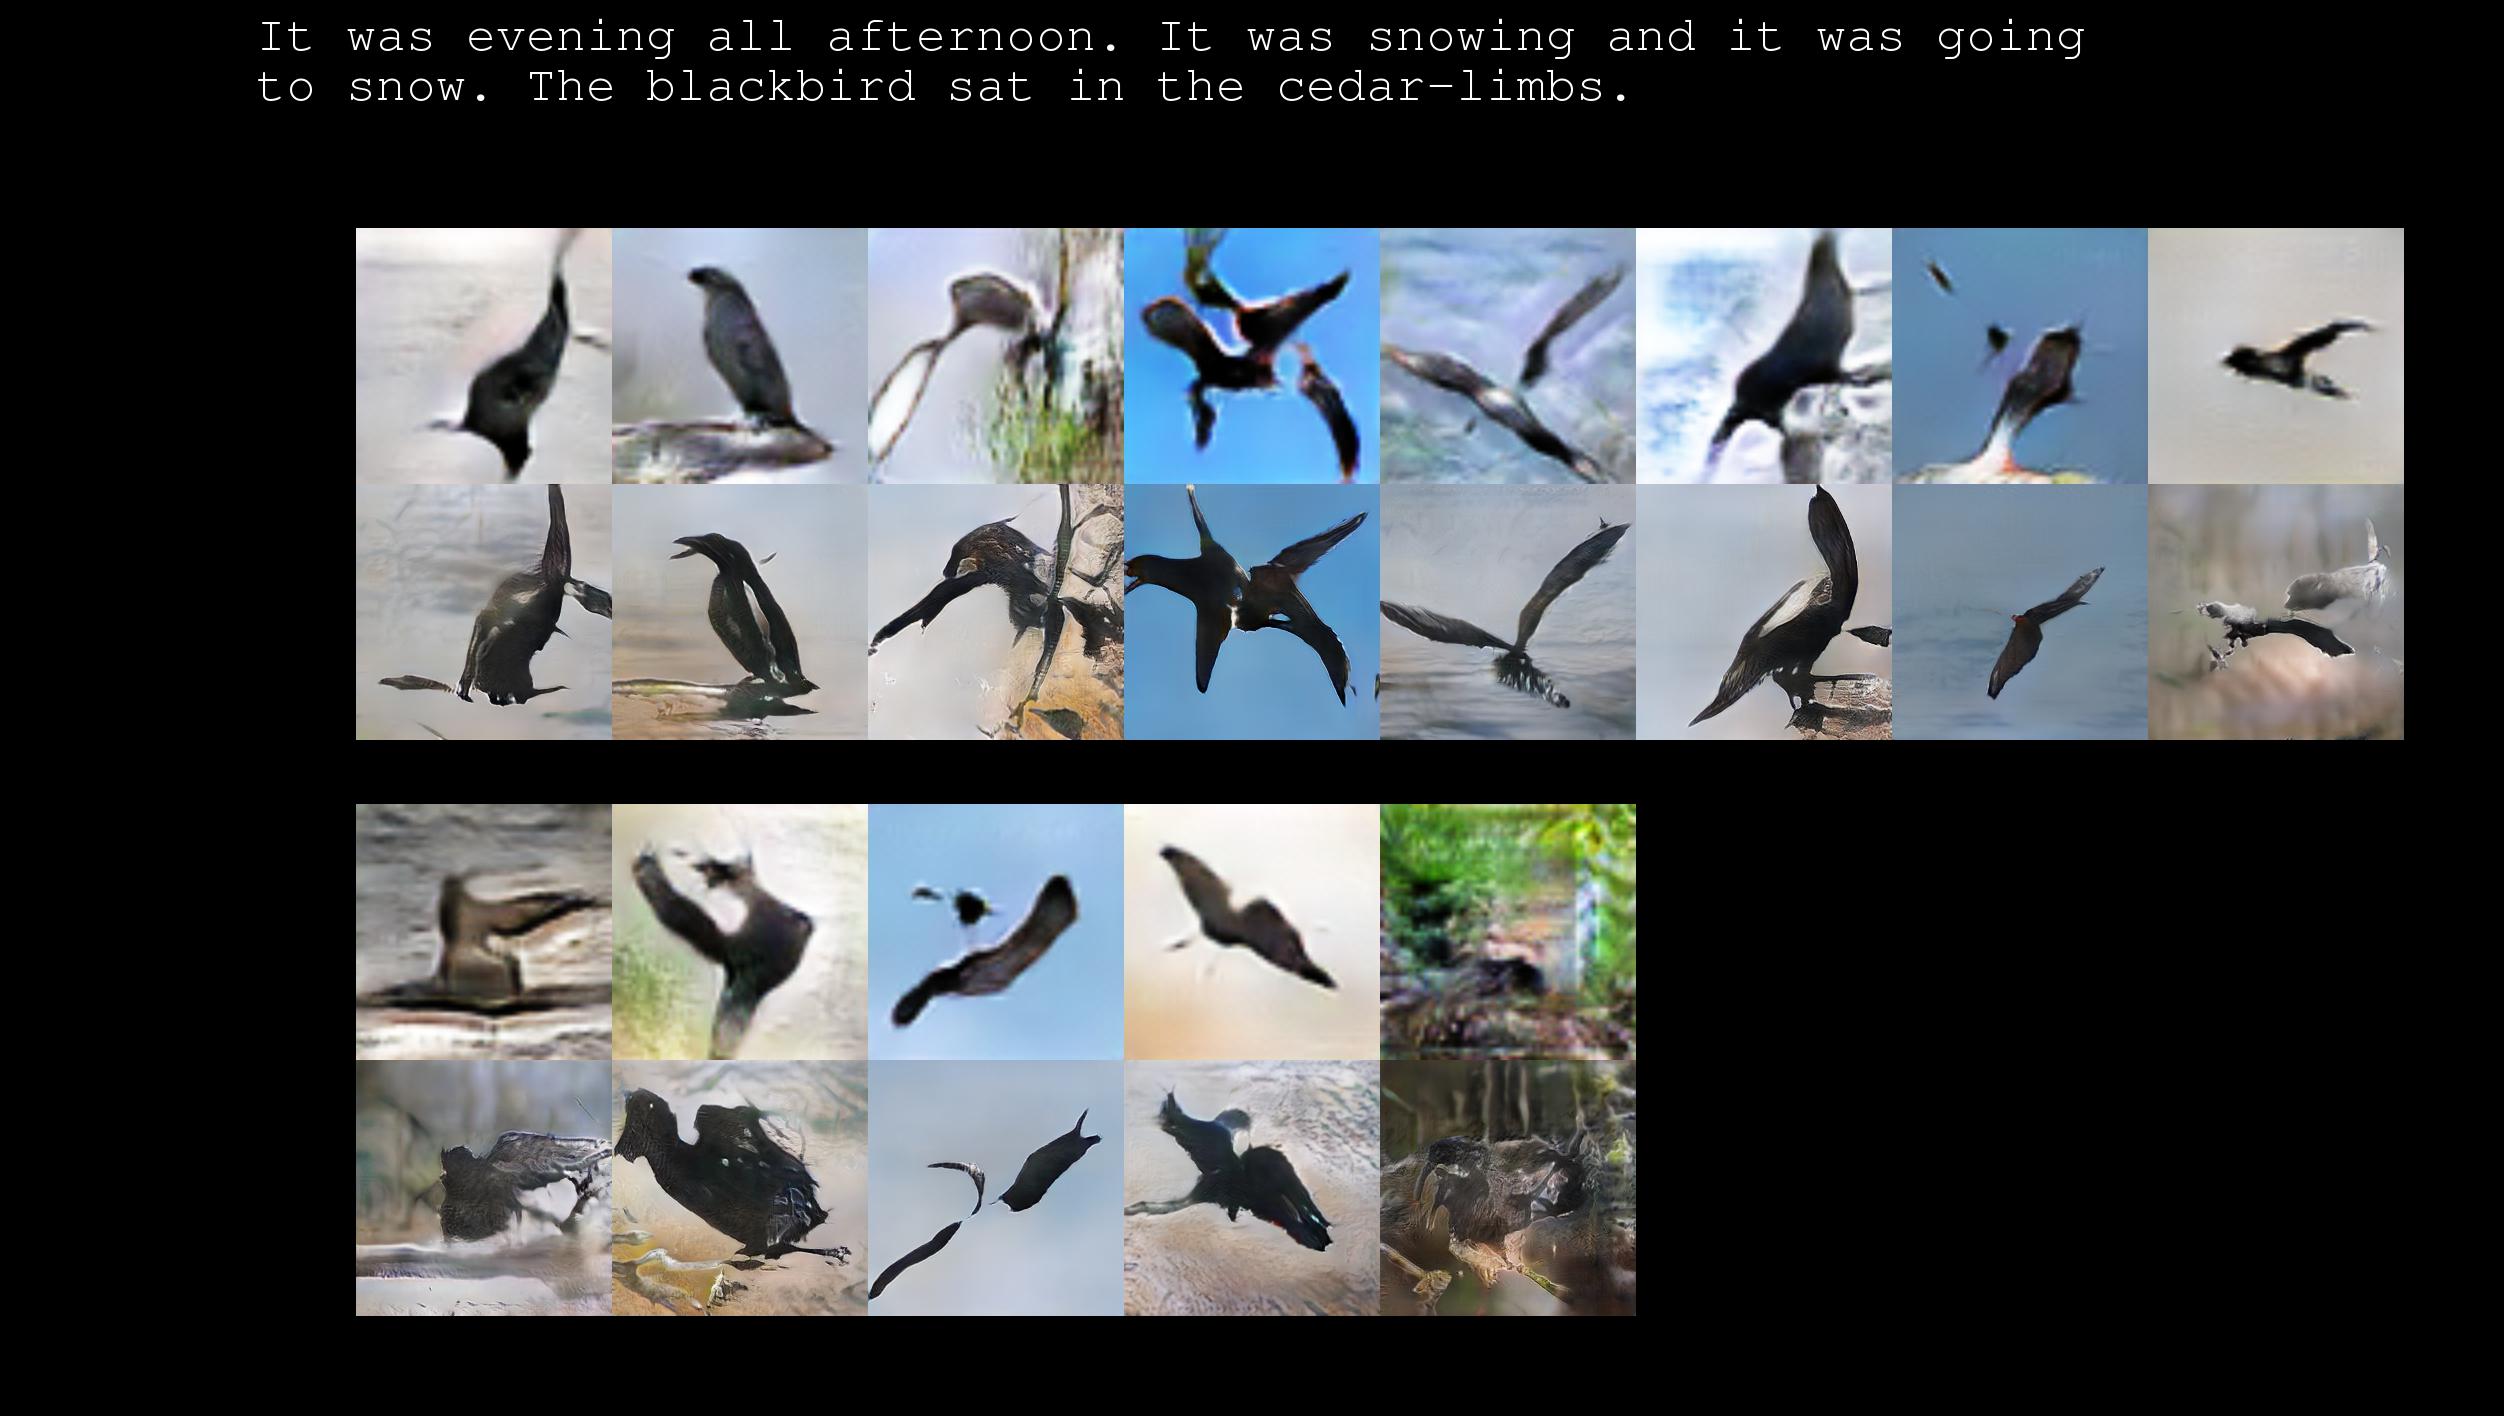 It was evening all afternoon. It was snowing and it was going
to snow. The blackbird sat in the cedar-limbs.